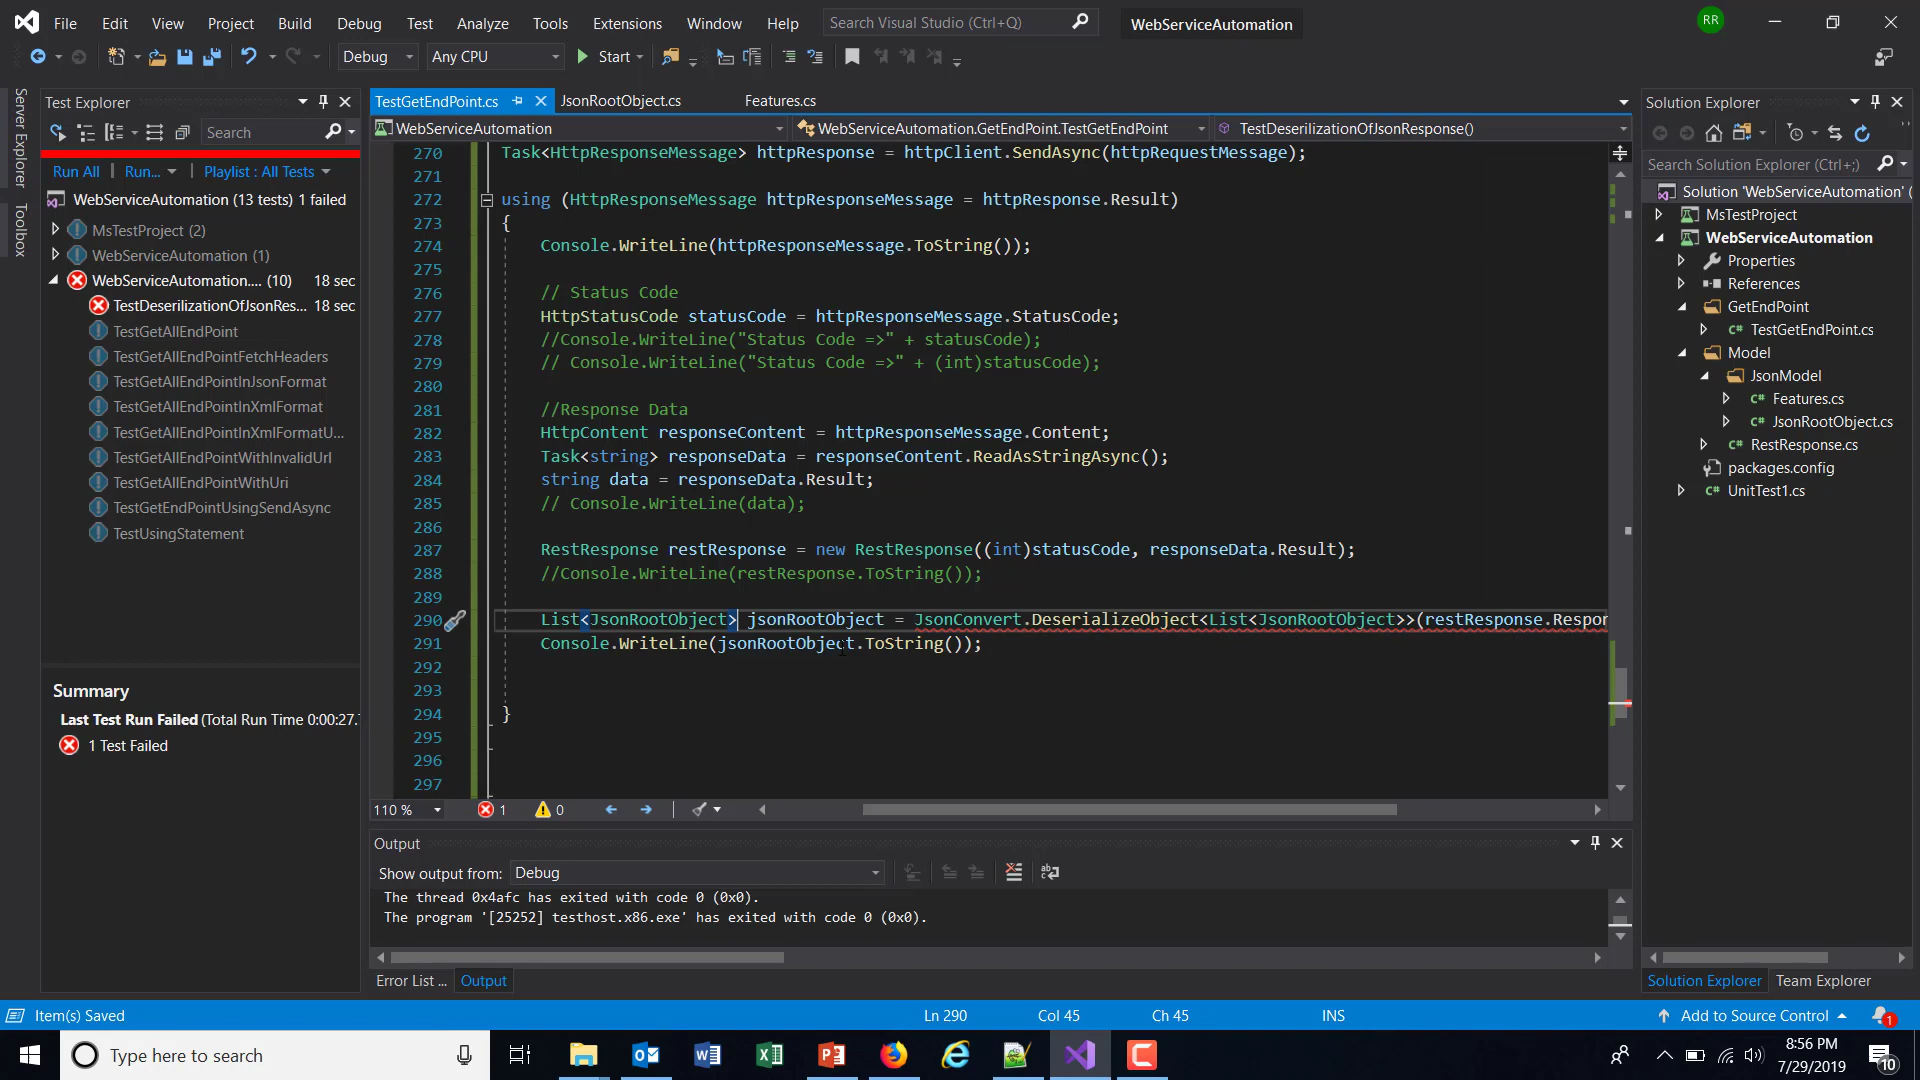 File Edit View Project Build Debug Test Analyze Tools Extensions Window Help Search Visual Studio (Ctrl+Q) WebServiceAutomation RR
Debug Any CPU Start
Server Explorer
Toolbox
Test Explorer
Search
Run All Run... Playlist : All Tests
WebServiceAutomation (13 tests) 1 failed
MsTestProject (2)
WebServiceAutomation (1)
WebServiceAutomation.... (10) 18 sec
TestDeserilizationOfJsonRes... 18 sec
TestGetAllEndPoint
TestGetAllEndPointFetchHeaders
TestGetAllEndPointInJsonFormat
TestGetAllEndPointInXmlFormat
TestGetAllEndPointInXmlFormatU...
TestGetAllEndPointWithInvalidUrl
TestGetAllEndPointWithUri
TestGetEndPointUsingSendAsync
TestUsingStatement
Summary
Last Test Run Failed (Total Run Time 0:00:27.
1 Test Failed
TestGetEndPoint.cs JsonRootObject.cs Features.cs
WebServiceAutomation WebServiceAutomation.GetEndPoint.TestGetEndPoint TestDeserilizationOfJsonResponse()
270 Task<HttpResponseMessage> httpResponse = httpClient.SendAsync(httpRequestMessage);
271
272 using (HttpResponseMessage httpResponseMessage = httpResponse.Result)
273 {
274 Console.WriteLine(httpResponseMessage.ToString());
275
276 // Status Code
277 HttpStatusCode statusCode = httpResponseMessage.StatusCode;
278 //Console.WriteLine("Status Code =>" + statusCode);
279 // Console.WriteLine("Status Code =>" + (int)statusCode);
280
281 //Response Data
282 HttpContent responseContent = httpResponseMessage.Content;
283 Task<string> responseData = responseContent.ReadAsStringAsync();
284 string data = responseData.Result;
285 // Console.WriteLine(data);
286
287 RestResponse restResponse = new RestResponse((int)statusCode, responseData.Result);
288 //Console.WriteLine(restResponse.ToString());
289
290 List<JsonRootObject> jsonRootObject = JsonConvert.DeserializeObject<List<JsonRootObject>>(restResponse.Respon
291 Console.WriteLine(jsonRootObject.ToString());
292
293
294 }
295
296
297
110 % 1 0
Output
Show output from: Debug
The thread 0x4afc has exited with code 0 (0x0).
The program '[25252] testhost.x86.exe' has exited with code 0 (0x0).
Error List ... Output
Solution Explorer
Search Solution Explorer (Ctrl+;)
Solution 'WebServiceAutomation' (
MsTestProject
WebServiceAutomation
Properties
References
GetEndPoint
C# TestGetEndPoint.cs
Model
JsonModel
C# Features.cs
C# JsonRootObject.cs
C# RestResponse.cs
packages.config
C# UnitTest1.cs
Solution Explorer Team Explorer
Item(s) Saved Ln 290 Col 45 Ch 45 INS Add to Source Control 1
Type here to search
8:56 PM
7/29/2019
10